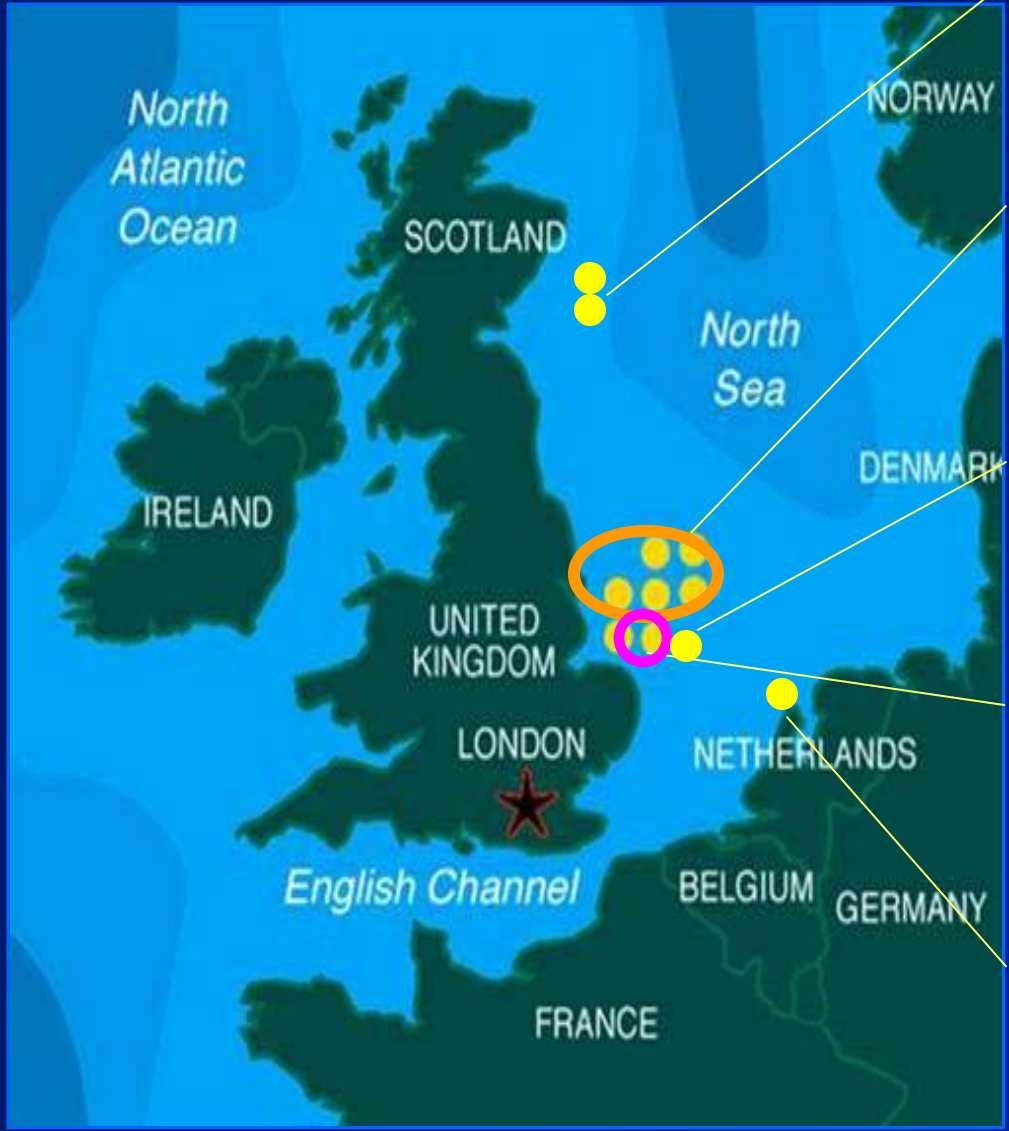 NORWAY
North
Atlantic
Ocean
SCOTLAND
North
Sea
DENMARK
IRELAND
UNITED
KINGDOM
LONDON
NETHERLANDS
English Channel
BELGIUM
GERMANY
FRANCE